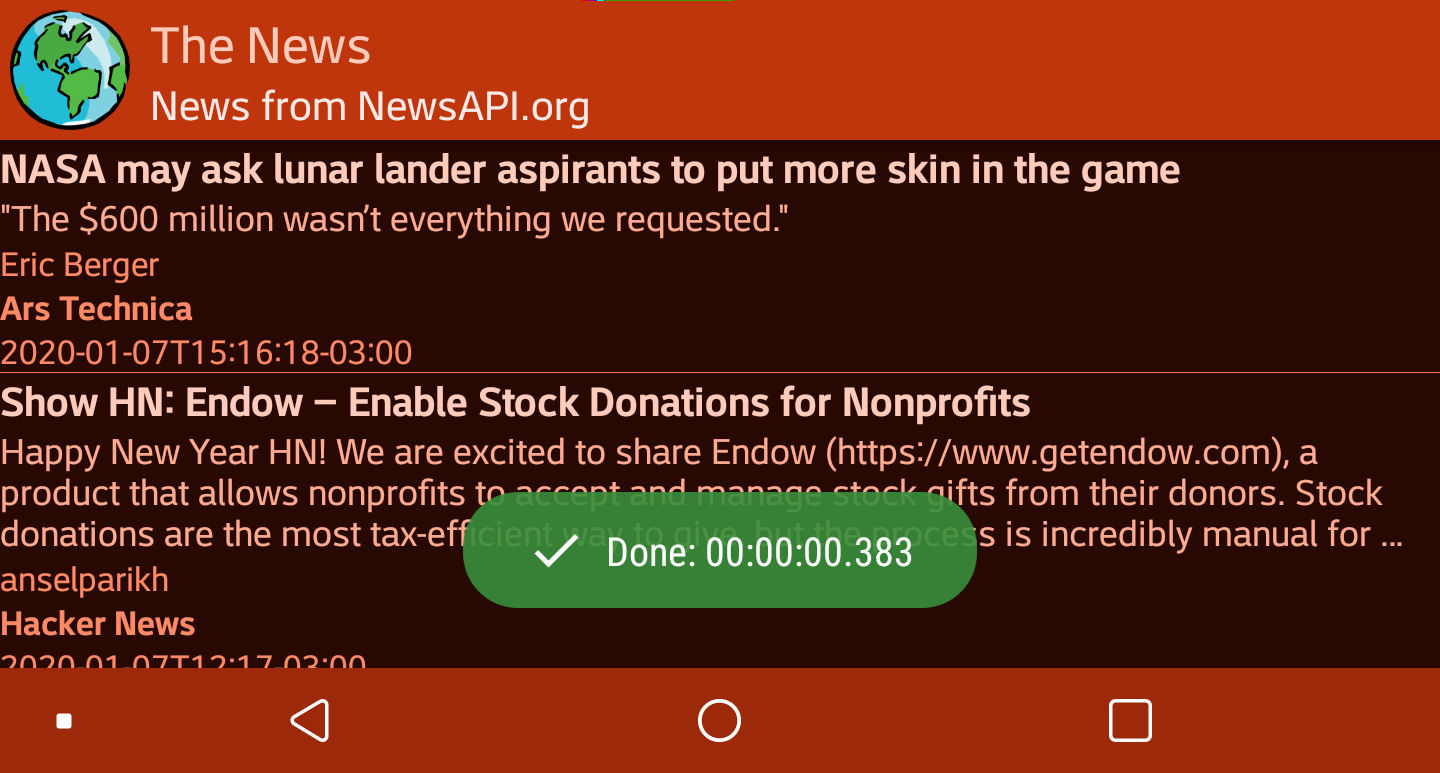 The News
News from NewsAPI.org
NASA may ask lunar lander aspirants to put more skin in the game
"The $600 million wasn’t everything we requested."
Eric Berger
Ars Technica
2020-01-07T15:16:18-03:00
Show HN: Endow – Enable Stock Donations for Nonprofits
Happy New Year HN! We are excited to share Endow (https://www.getendow.com), a
product that allows nonprofits to accept and manage stock gifts from their donors. Stock
donations are the most tax-efficient way to give, but the process is incredibly manual for ...
Done: 00:00:00.383
anselparikh
Hacker News
2020-01-07T12:17-03:00